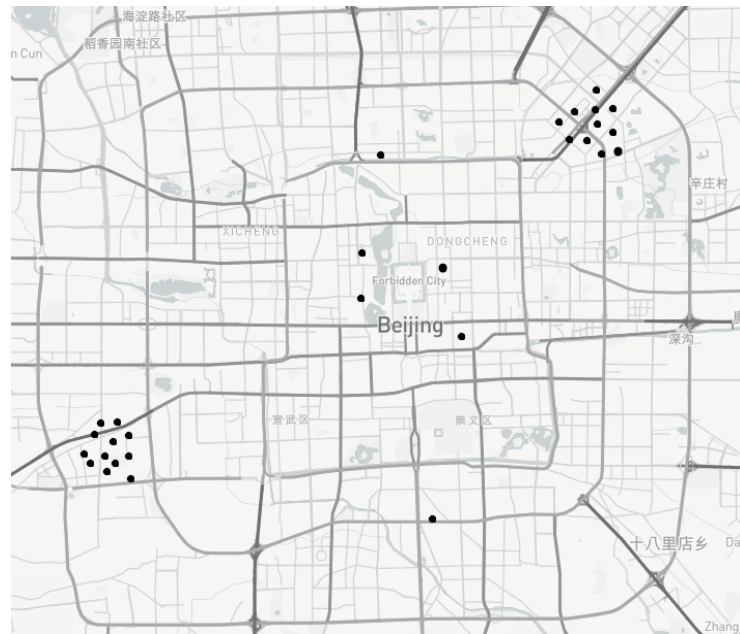 海淀路社区
稻香园南社区
n Cun
辛庄村
XICHENG
DONGCHENG
Forbidden City
Beijing
深沟
宣武区
崇文区
十八里店乡
Da
Zhang